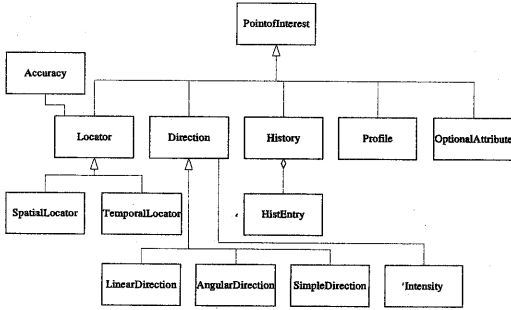 PointofInterest
Accuracy
Locator
Direction
History
Profile
OptionalAttribute
SpatialLocator
TemporalLocator
HistEntry
LinearDirection
AngularDirection
SimpleDirection
'Intensity